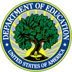 DEPARTMENT OF EDUCATION
UNITED STATES OF AMERICA